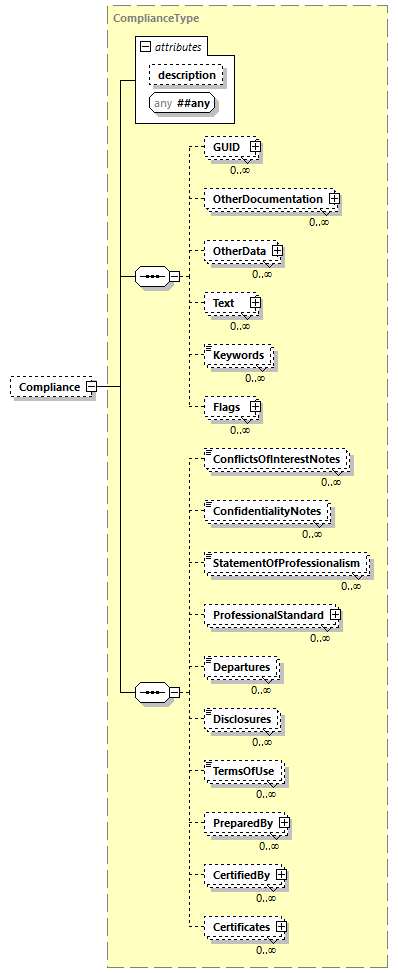 ComplianceType
attributes
description
any ##any
GUID
0..∞
OtherDocumentation
0..∞
OtherData
0..∞
Text
0..∞
Keywords
0..∞
Compliance
Flags
0..∞
ConflictsOfInterestNotes
0..∞
ConfidentialityNotes
0..∞
StatementOfProfessionalism
0..∞
ProfessionalStandard
0..∞
Departures
0..∞
Disclosures
0..∞
TermsOfUse
0..∞
PreparedBy
0..∞
CertifiedBy
0..∞
Certificates
0..∞